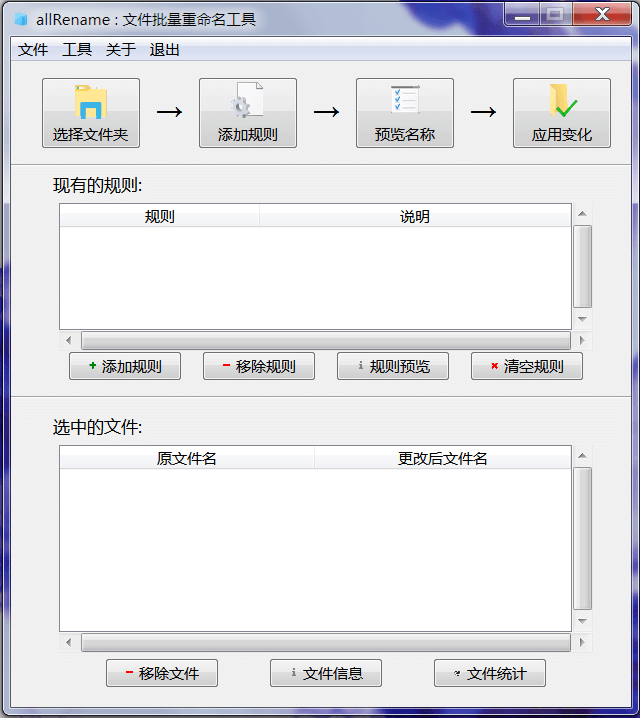 allRename : 文件批量重命名工具
文件 工具 关于 退出
选择文件夹 → 添加规则 → 预览名称 → 应用变化
现有的规则:
规则 说明
添加规则 移除规则 规则预览 清空规则
选中的文件:
原文件名 更改后文件名
移除文件 文件信息 文件统计